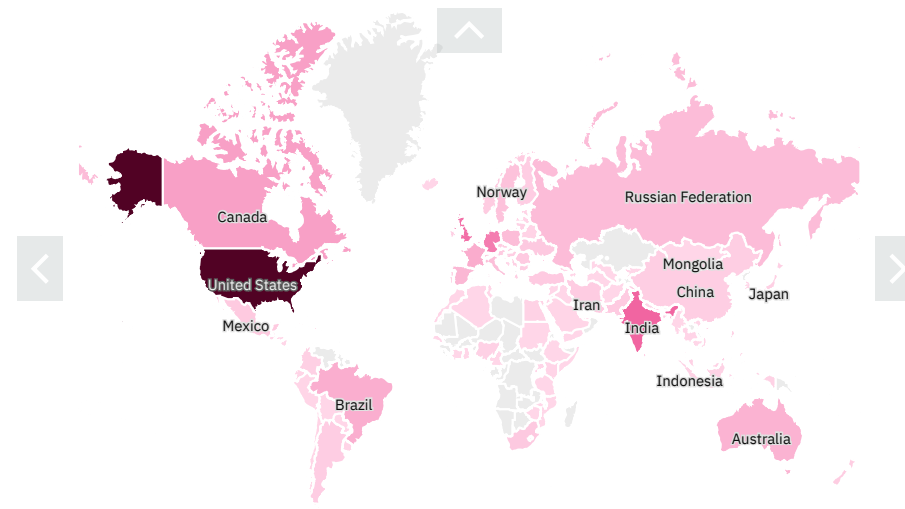 Norway
Russian Federation
Canada
Mongolia
United States
China
Japan
Iran
Mexico
India
Indonesia
Brazil
Australia